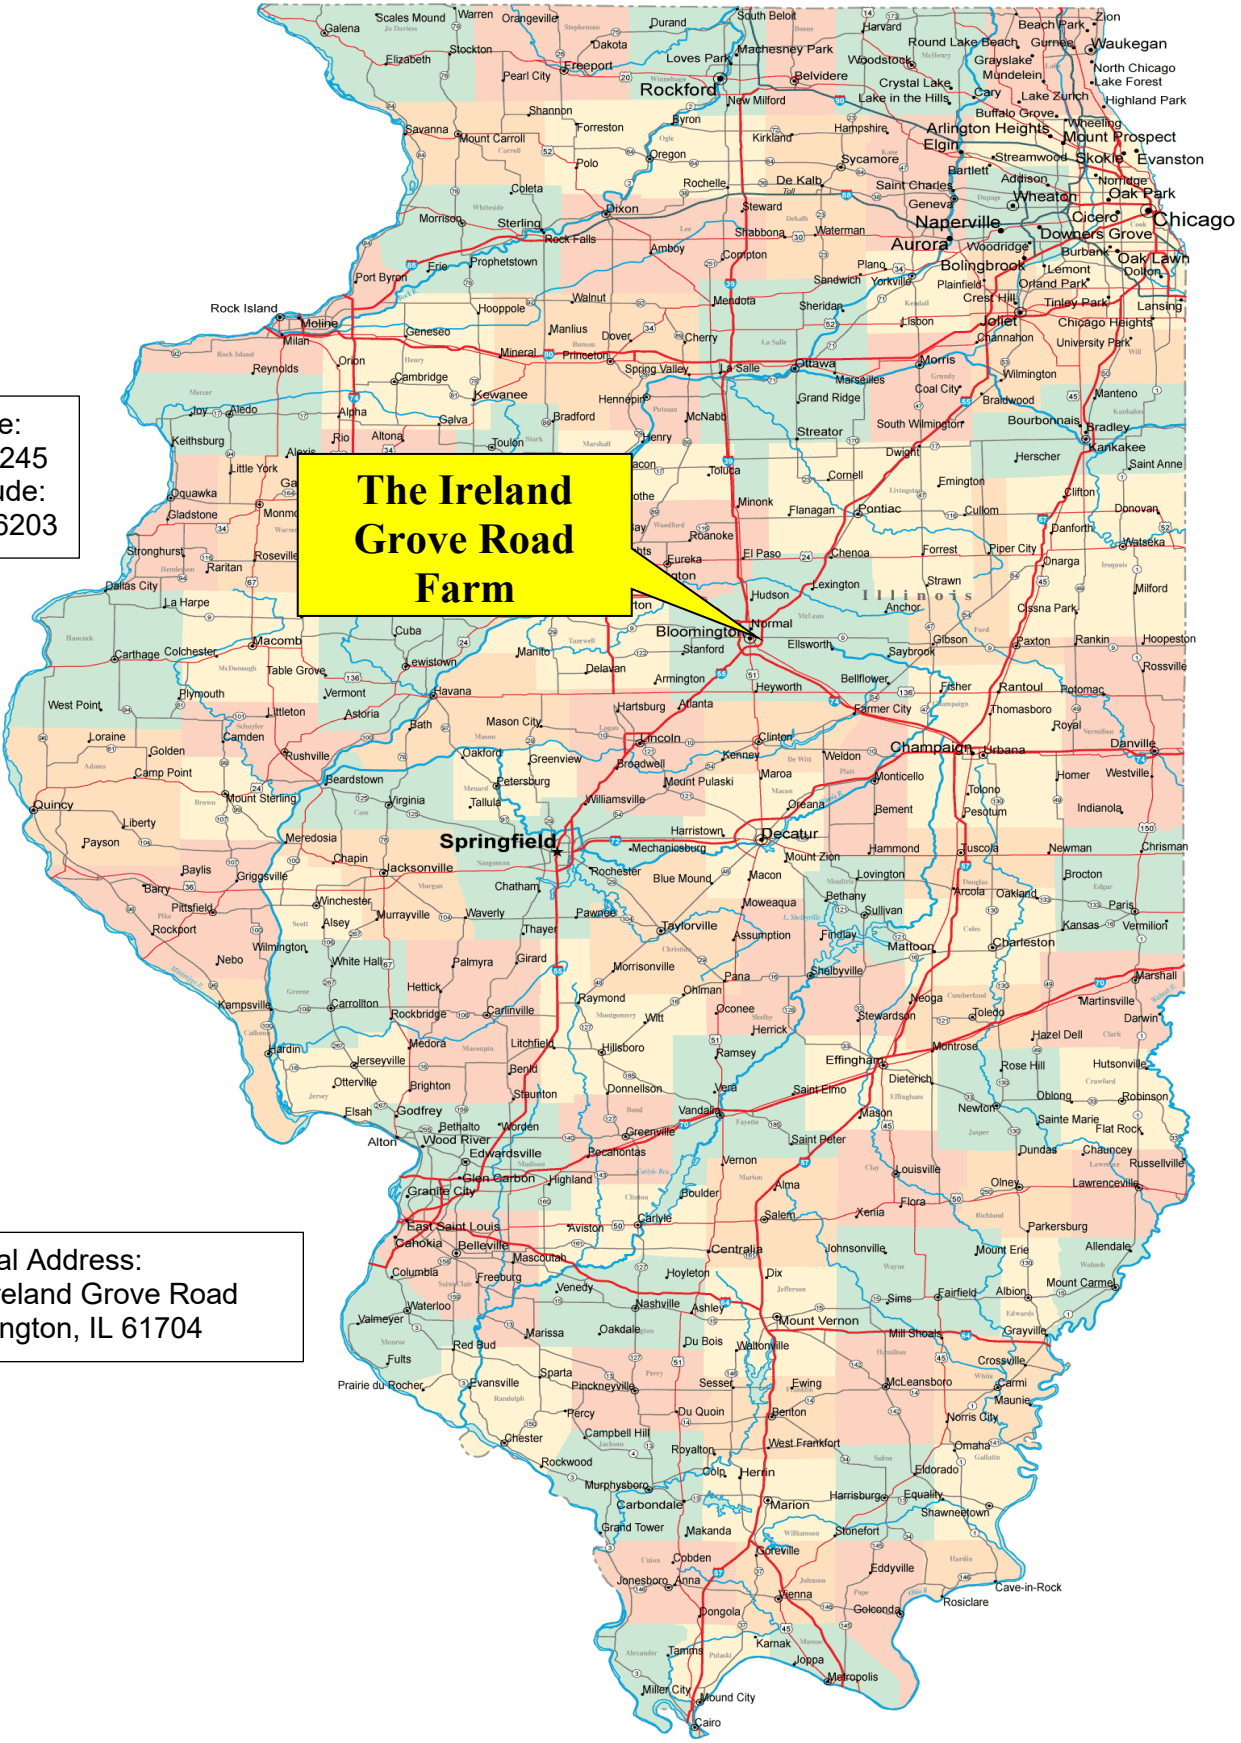 The Ireland
Grove Road
Farm
e:
245
ude:
6203
al Address:
reland Grove Road
ngton, IL 61704
Galena
Scales Mound
Warren
Orangeville
Durand
South Beloit
Harvard
Round Lake Beach
Beach Park
Zion
Gurnee
Waukegan
Stockton
Dakota
Machesney Park
Loves Park
Woodstock
Grayslake
North Chicago
Elizabeth
Pearl City
Freeport
Rockford
Belvidere
Crystal Lake
Mundelein
Lake Forest
New Milford
Lake in the Hills
Cary
Lake Zurich
Highland Park
Shannon
Byron
Buffalo Grove
Wheeling
Savanna
Mount Carroll
Forreston
Kirkland
Hampshire
Arlington Heights
Mount Prospect
Elgin
Polo
Oregon
Sycamore
Streamwood
Skokie
Evanston
Bartlett
Coleta
Rochelle
De Kalb
Saint Charles
Addison
Norridge
Geneva
Wheaton
Oak Park
Morrison
Sterling
Dixon
Steward
Naperville
Cicero
Chicago
Rock Falls
Shabbona
Waterman
Aurora
Downers Grove
Amboy
Compton
Woodridge
Burbank
Oak Lawn
Port Byron
Erie
Prophetstown
Plano
Bolingbrook
Lemont
Dolton
Sandwich
Yorkville
Plainfield
Orland Park
Rock Island
Hooppole
Walnut
Mendota
Sheridan
Crest Hill
Tinley Park
Lansing
Moline
Geneseo
Manlius
Dover
Cherry
Lisbon
Joliet
Chicago Heights
Milan
Mineral
Princeton
Channahon
University Park
Reynolds
Orion
Cambridge
Spring Valley
La Salle
Ottawa
Morris
Wilmington
Kewanee
Hennepin
Marseilles
Coal City
Braidwood
Manteno
Joy
Aledo
Alpha
Salva
Bradford
McNabb
Grand Ridge
South Wilmington
Bourbonnais
Bradley
Keithsburg
Rio
Altona
Toulon
Henry
Streator
Dwight
Kankakee
Alexis
Herscher
Saint Anne
Little York
Ga
acon
Toluca
Cornell
Emington
Clifton
Oquawka
Gladstone
Monmo
othe
Minonk
Flanagan
Pontiac
Cullom
Donovan
ay
Roanoke
Danforth
Stronghurst
Roseville
hts
Eureka
El Paso
Chenoa
Forrest
Piper City
Watseka
Raritan
gton
Onarga
Dallas City
Lexington
Strawn
Milford
La Harpe
rton
Hudson
Illinois
Anchor
Cissna Park
Normal
Bloomington
Cuba
Macomb
Carthage
Colchester
Manito
Stanford
Ellsworth
Gibson
Paxton
Rankin
Hoopeston
Saybrook
Table Grove
Lewistown
Delavan
Rossville
Plymouth
Vermont
Havana
Armington
Heyworth
Bellflower
Fisher
Rantoul
Potomac
West Point
Littleton
Astoria
Bath
Mason City
Hartsburg
Atlanta
Farmer City
Thomasboro
Loraine
Camden
Royal
Golden
Rushville
Oakford
Greenview
Lincoln
Clinton
Champaign
Urbana
Danville
Camp Point
Beardstown
Petersburg
Broadwell
Kenney
Weldon
Quincy
Mount Sterling
Virginia
Tallula
Williamsville
Mount Pulaski
Maroa
Monticello
Homer
Westville
Oreana
Tolono
Liberty
Meredosia
Springfield
Harristown
Decatur
Bement
Pesotum
Indianola
Payson
Mechanicsburg
Chapin
Jacksonville
Mount Zion
Hammond
Tuscola
Newman
Chrisman
Baylis
Griggsville
Rochester
Blue Mound
Macon
Lovington
Brocton
Barry
Chatham
Arcola
Oakland
Pittsfield
Winchester
Moweaqua
Bethany
Paris
Murrayville
Waverly
Pawnee
Sullivan
Rockport
Alsey
Thayer
Taylorville
Assumption
Findlay
Kansas
Vermilion
Wilmington
Mattoon
Charleston
Nebo
White Hall
Palmyra
Girard
Morrisonville
Pana
Shelbyville
Marshall
Hettick
Raymond
Ohlman
Neoga
Martinsville
Kampsville
Carrollton
Rockbridge
Carlinville
Oconee
Stewardson
Toledo
Darwin
Witt
Herrick
Hazel Dell
Hardin
Medora
Litchfield
Hillsboro
Ramsey
Effingham
Montrose
Jerseyville
Benld
Rose Hill
Hutsonville
Otterville
Brighton
Staunton
Donnellson
Vera
Saint Elmo
Dieterich
Oblong
Robinson
Elsah
Godfrey
Vandalia
Mason
Newton
Sainte Marie
Bethalto
Worden
Greenville
Flat Rock
Alton
Wood River
Saint Peter
Edwardsville
Pocahontas
Dundas
Chauncey
Russellville
Glen Carbon
Highland
Vernon
Louisville
Granite City
Boulder
Alma
Olney
Lawrenceville
Flora
East Saint Louis
Aviston
Carlyle
Salem
Xenia
Parkersburg
Cahokia
Belleville
Mascoutah
Centralia
Johnsonville
Mount Erie
Allendale
Columbia
Freeburg
Hoyleton
Dix
Venedy
Mount Carmel
Waterloo
Nashville
Ashley
Sims
Fairfield
Albion
Valmeyer
Marissa
Oakdale
Mount Vernon
Mill Shoals
Grayville
Red Bud
Du Bois
Waltonville
Fults
Sparta
Crossville
Prairie du Rocher
Evansville
Pinckneyville
Sesser
Ewing
McLeansboro
Carmi
Maunie
Percy
Du Quoin
Benton
Norris City
Chester
Campbell Hill
Royalton
West Frankfort
Omaha
Rockwood
Colp
Herrin
Eldorado
Murphysboro
Carbondale
Marion
Harrisburg
Equality
Shawneetown
Grand Tower
Makanda
Stonefort
Cobden
Goreville
Eddyville
Jonesboro
Anna
Cave-in-Rock
Vienna
Rosiclare
Dongola
Golconda
Karnak
Tamms
Joppa
Metropolis
Miller City
Mound City
Cairo